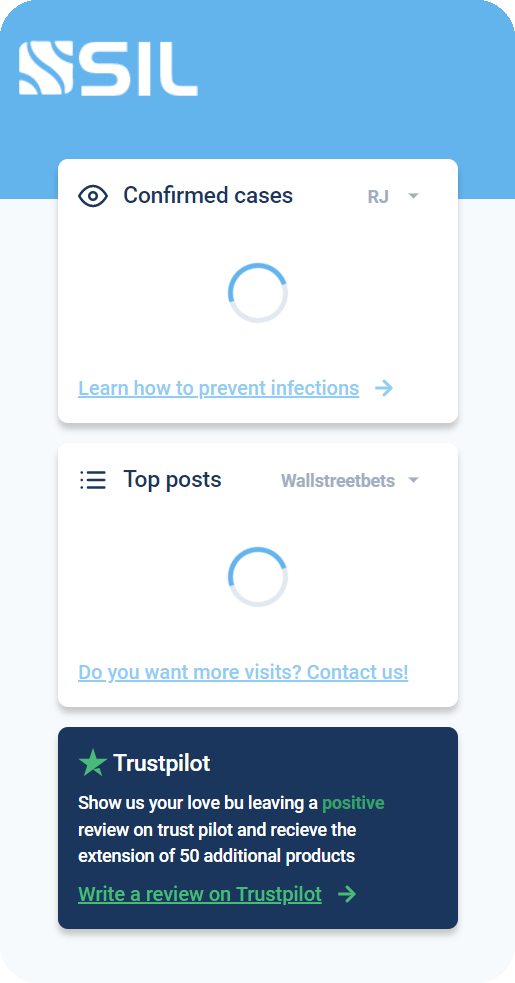 SIL
Confirmed cases
RJ
Learn how to prevent infections
Top posts
Wallstreetbets
Do you want more visits? Contact us!
Trustpilot
Show us your love bu leaving a positive
review on trust pilot and recieve the
extension of 50 additional products
Write a review on Trustpilot